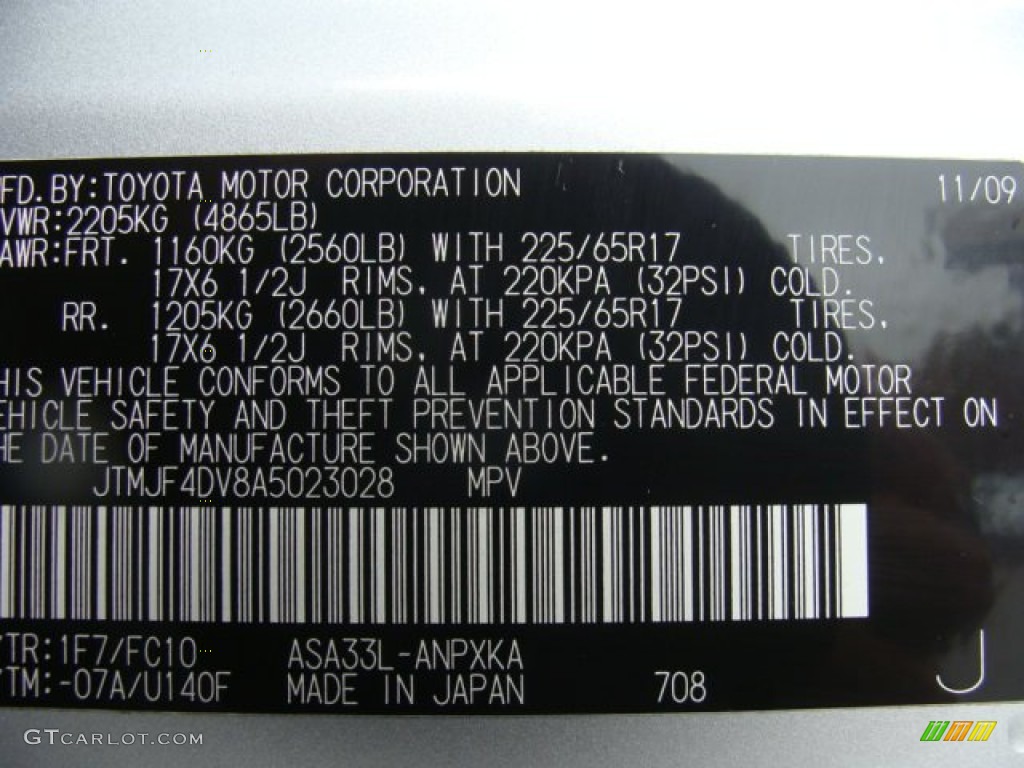 FD. BY:TOYOTA MOTOR CORPORATION 11/09
VWR:2205KG (4865LB)
AWR:FRT. 1160KG (2560LB) WITH 225/65R17 TIRES,
17X6 1/2J RIMS, AT 220KPA (32PSI) COLD.
RR. 1205KG (2660LB) WITH 225/65R17 TIRES,
17X6 1/2J RIMS, AT 220KPA (32PSI) COLD.
HIS VEHICLE CONFORMS TO ALL APPLICABLE FEDERAL MOTOR
EHICLE SAFETY AND THEFT PREVENTION STANDARDS IN EFFECT ON
HE DATE OF MANUFACTURE SHOWN ABOVE.
JTMJF4DV8A5023028 MPV
/TR:1F7/FC10 ASA33L-ANPXKA
/TM:-07A/U140F MADE IN JAPAN 708 J
GTCARLOT.COM